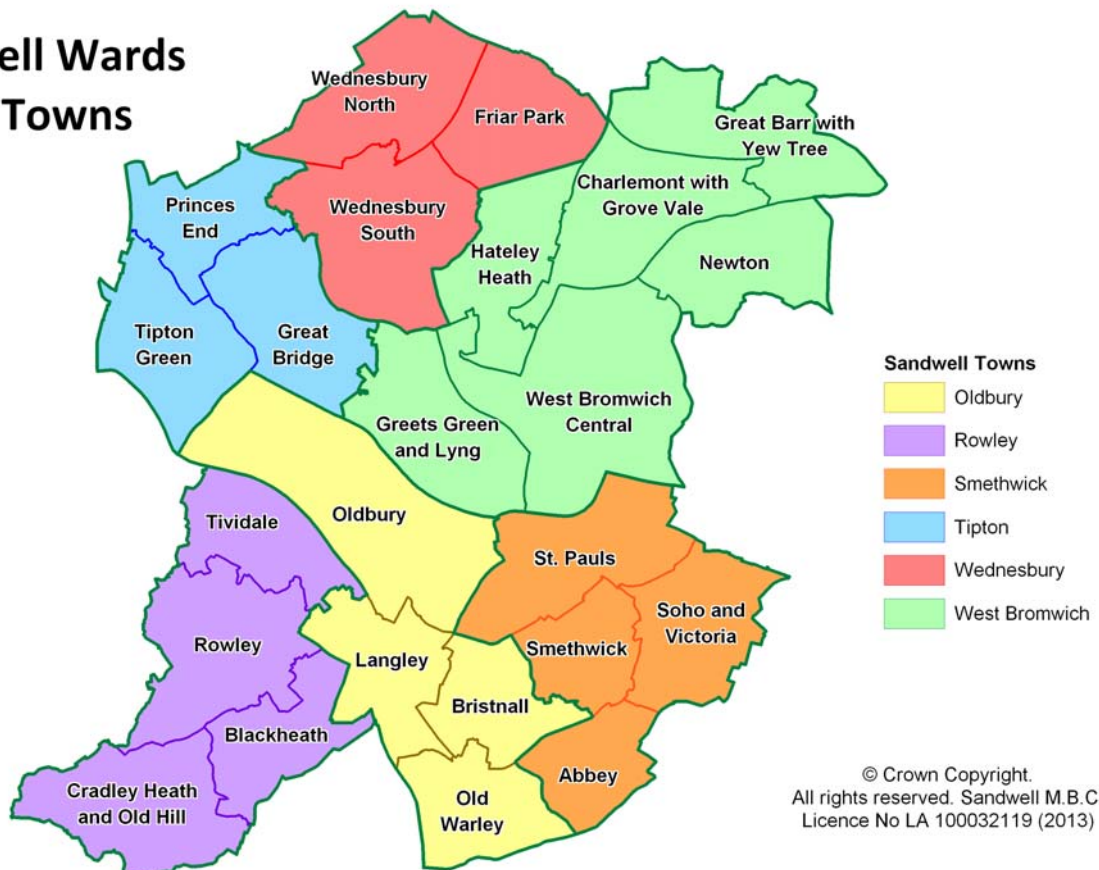 ell Wards
Towns
Wednesbury
North
Friar Park
Great Barr with
Yew Tree
Charlemont with
Grove Vale
Princes
End
Wednesbury
South
Hateley
Heath
Newton
Tipton
Green
Great
Bridge
Greets Green
and Lyng
West Bromwich
Central
Tividale
Oldbury
St. Pauls
Soho and
Victoria
Rowley
Langley
Smethwick
Bristnall
Blackheath
Abbey
Cradley Heath
and Old Hill
Old
Warley
Sandwell Towns
Oldbury
Rowley
Smethwick
Tipton
Wednesbury
West Bromwich
© Crown Copyright.
All rights reserved. Sandwell M.B.C
Licence No LA 100032119 (2013)